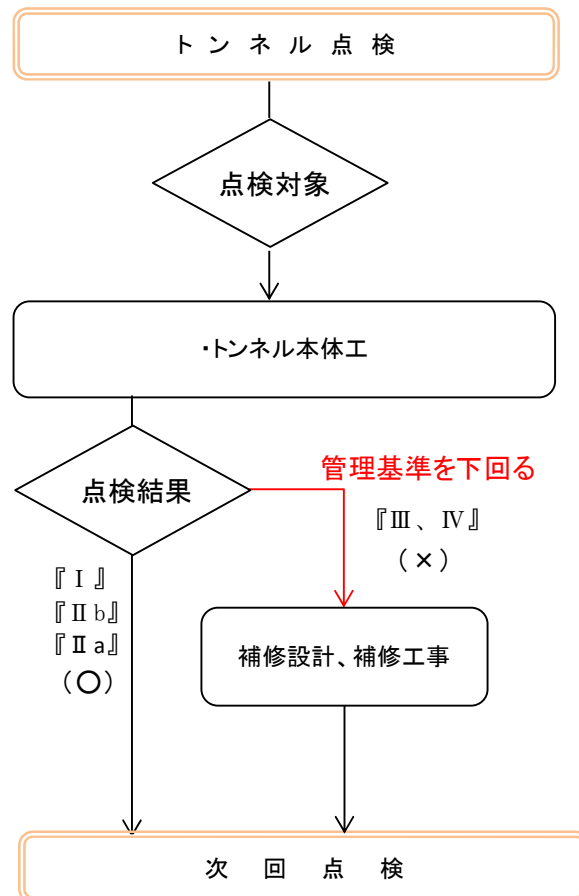 トンネル点検
点検対象
・トンネル本体工
管理基準を下回る
点検結果
『Ⅲ、Ⅳ』
（×）
『Ⅰ』
『Ⅱb』
『Ⅱa』
（○）
補修設計、補修工事
次回点検